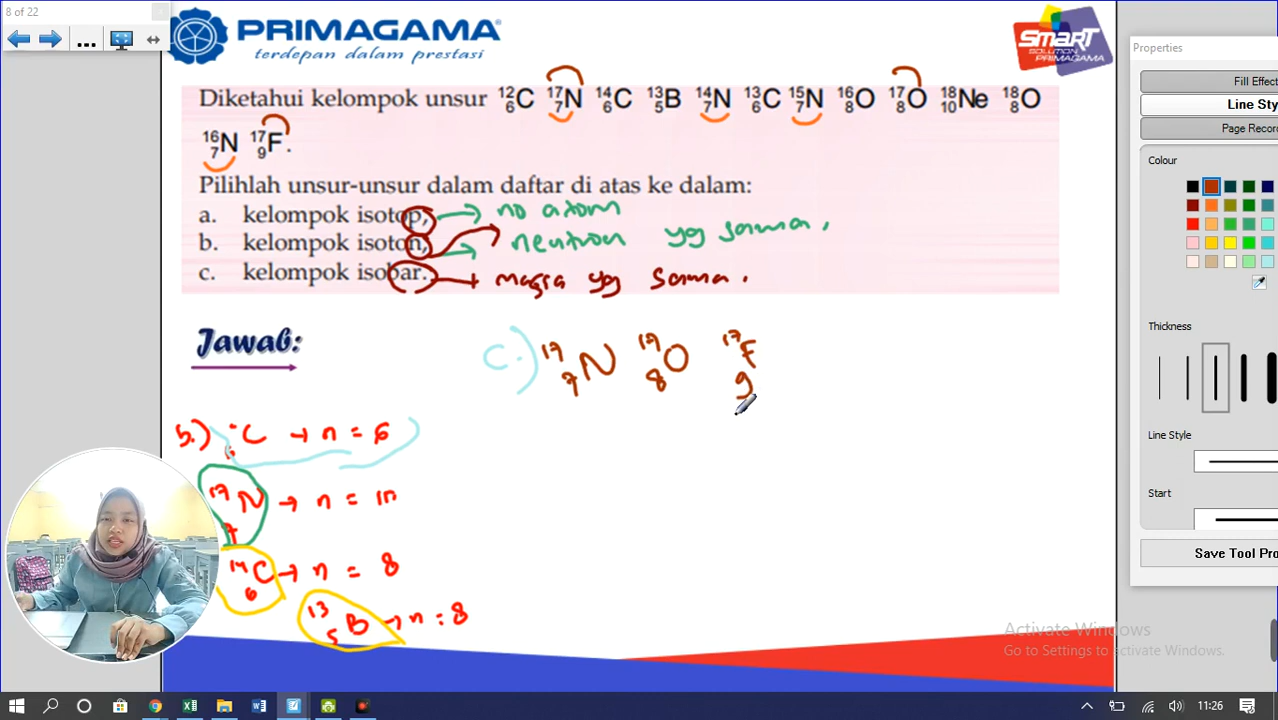 8 of 22
PRIMAGAMA
terdepan dalam prestasi
SMART
SOLUTION
PRIMAGAMA
Properties
Fill Effec
Line Style
Page Record
Colour
Thickness
Line Style
Start
Save Tool Pro
Diketahui kelompok unsur ¹²₆C ¹⁷₇N ¹⁴₆C ¹³₅B ¹⁴₇N ¹³₆C ¹⁵₇N ¹⁶₈O ¹⁷₈O ¹⁸₁₀Ne ¹⁸₈O
¹⁶₇N ¹⁷₉F.
Pilihlah unsur-unsur dalam daftar di atas ke dalam:
a. kelompok isotop, → no atom
b. kelompok isoton, → neutron yg sama,
c. kelompok isobar. → massa yg sama.
Jawab:
c.) ¹⁷₇N ¹⁷₈O ¹⁷₉F
b.) C → n = 6
¹⁷₇N → n = 10
¹⁴₆C → n = 8
¹³₅B → n = 8
Activate Windows
Go to Settings to activate Windows.
11:26